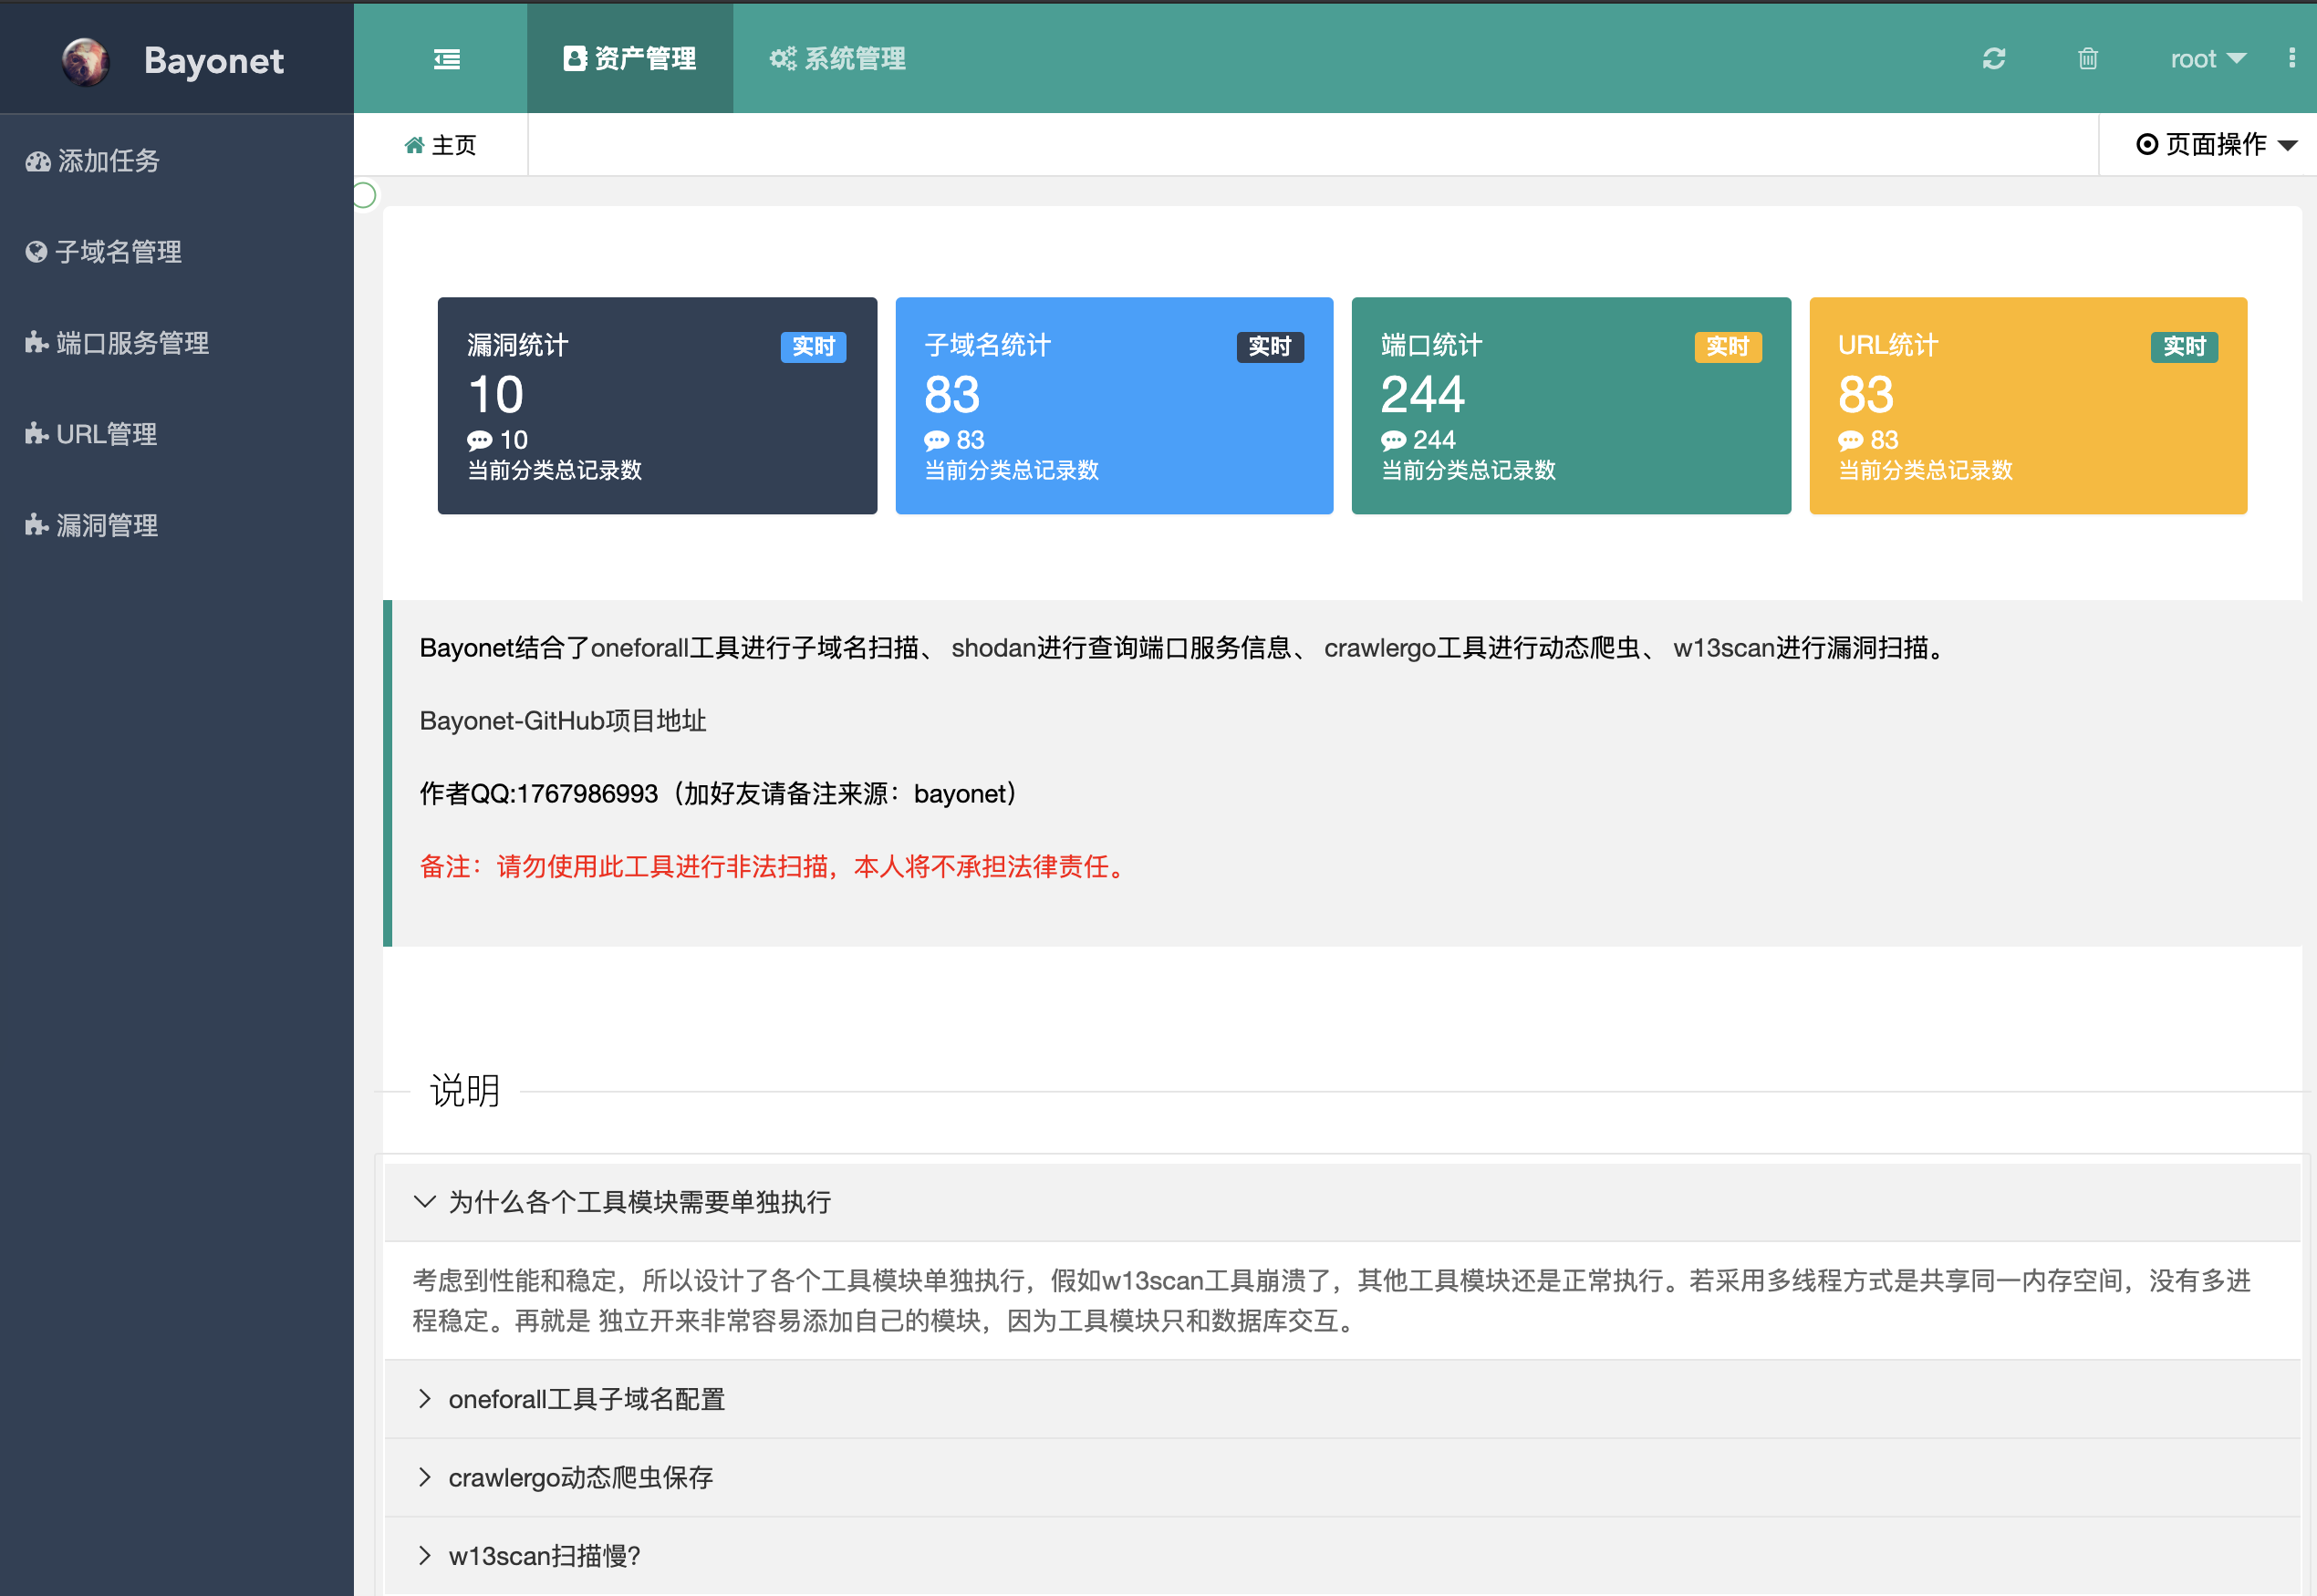 Bayonet
资产管理
系统管理
root
主页
页面操作
添加任务
子域名管理
端口服务管理
URL管理
漏洞管理
漏洞统计 实时
10
10
当前分类总记录数
子域名统计 实时
83
83
当前分类总记录数
端口统计 实时
244
244
当前分类总记录数
URL统计 实时
83
83
当前分类总记录数
Bayonet结合了oneforall工具进行子域名扫描、 shodan进行查询端口服务信息、 crawlergo工具进行动态爬虫、 w13scan进行漏洞扫描。
Bayonet-GitHub项目地址
作者QQ:1767986993（加好友请备注来源：bayonet）
备注：请勿使用此工具进行非法扫描，本人将不承担法律责任。
说明
为什么各个工具模块需要单独执行
考虑到性能和稳定，所以设计了各个工具模块单独执行，假如w13scan工具崩溃了，其他工具模块还是正常执行。若采用多线程方式是共享同一内存空间，没有多进
程稳定。再就是 独立开来非常容易添加自己的模块，因为工具模块只和数据库交互。
oneforall工具子域名配置
crawlergo动态爬虫保存
w13scan扫描慢?